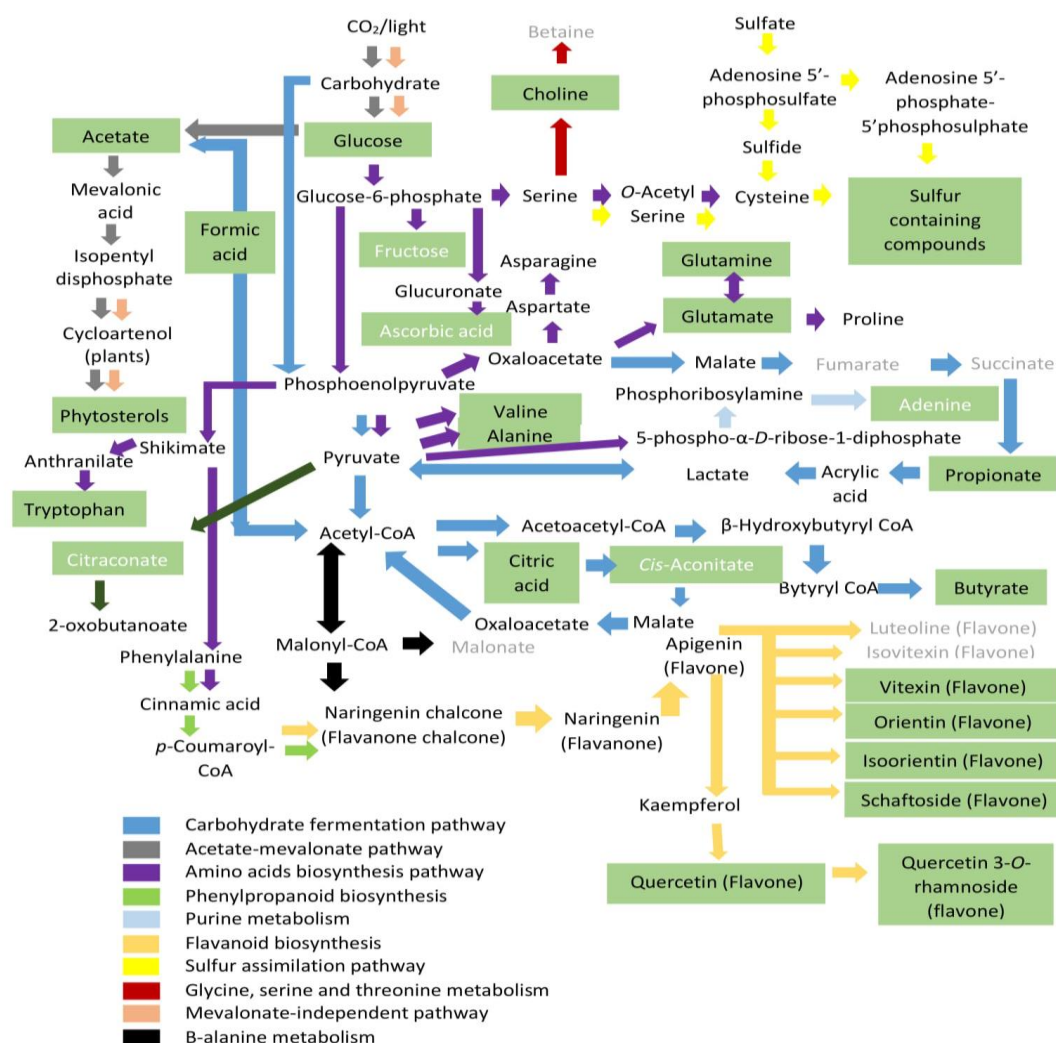 CO₂/light
Carbohydrate
Glucose
Acetate
Mevalonic
acid
Isopentyl
disphosphate
Cycloartenol
(plants)
Phytosterols
Formic
acid
Glucose-6-phosphate
Fructose
Glucuronate
Ascorbic acid
Betaine
Choline
Serine
O-Acetyl
Serine
Cysteine
Sulfate
Adenosine 5’-
phosphosulfate
Sulfide
Adenosine 5’-
phosphate-
5’phosphosulphate
Sulfur
containing
compounds
Asparagine
Aspartate
Oxaloacetate
Glutamine
Glutamate
Proline
Malate
Fumarate
Succinate
Phosphoenolpyruvate
Phosphoribosylamine
Adenine
Valine
Alanine
5-phospho-α-D-ribose-1-diphosphate
Shikimate
Anthranilate
Tryptophan
Pyruvate
Lactate
Acrylic
acid
Propionate
Citraconate
2-oxobutanoate
Acetyl-CoA
Acetoacetyl-CoA
β-Hydroxybutyryl CoA
Citric
acid
Cis-Aconitate
Bytyryl CoA
Butyrate
Oxaloacetate
Malate
Malonyl-CoA
Malonate
Apigenin
(Flavone)
Luteoline (Flavone)
Isovitexin (Flavone)
Vitexin (Flavone)
Orientin (Flavone)
Isoorientin (Flavone)
Schaftoside (Flavone)
Phenylalanine
Cinnamic acid
p-Coumaroyl-
CoA
Naringenin chalcone
(Flavanone chalcone)
Naringenin
(Flavanone)
Kaempferol
Quercetin (Flavone)
Quercetin 3-O-
rhamnoside
(flavone)
Carbohydrate fermentation pathway
Acetate-mevalonate pathway
Amino acids biosynthesis pathway
Phenylpropanoid biosynthesis
Purine metabolism
Flavanoid biosynthesis
Sulfur assimilation pathway
Glycine, serine and threonine metabolism
Mevalonate-independent pathway
B-alanine metabolism